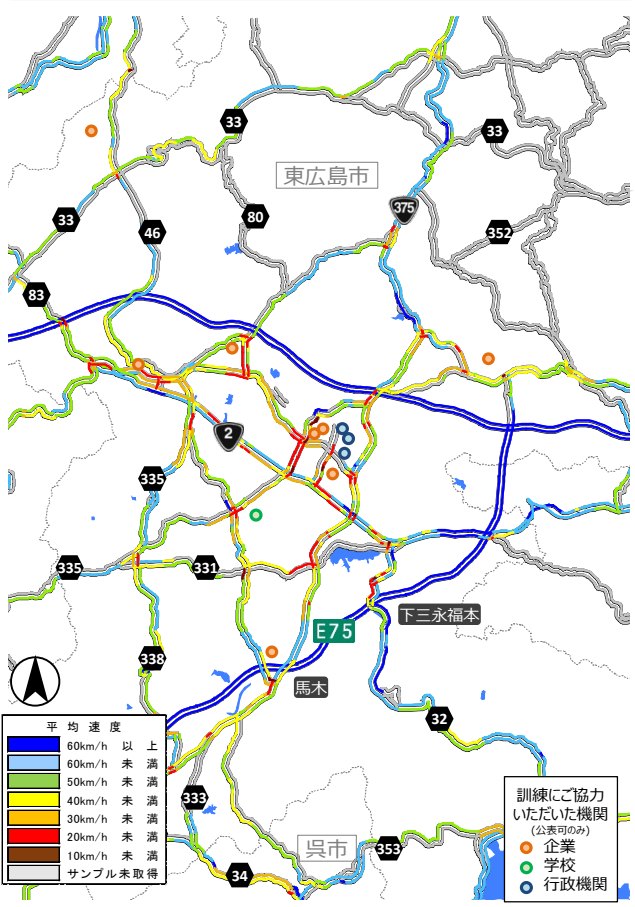 33
33
東広島市
375
33
80
46
352
83
2
335
335
331
下三永福本
E75
338
馬木
32
平均速度
60km/h 以上
60km/h 未満
50km/h 未満
40km/h 未満
30km/h 未満
20km/h 未満
10km/h 未満
サンプル未取得
333
呉市
353
34
訓練にご協力
いただいた機関
(公表可のみ)
企業
学校
行政機関